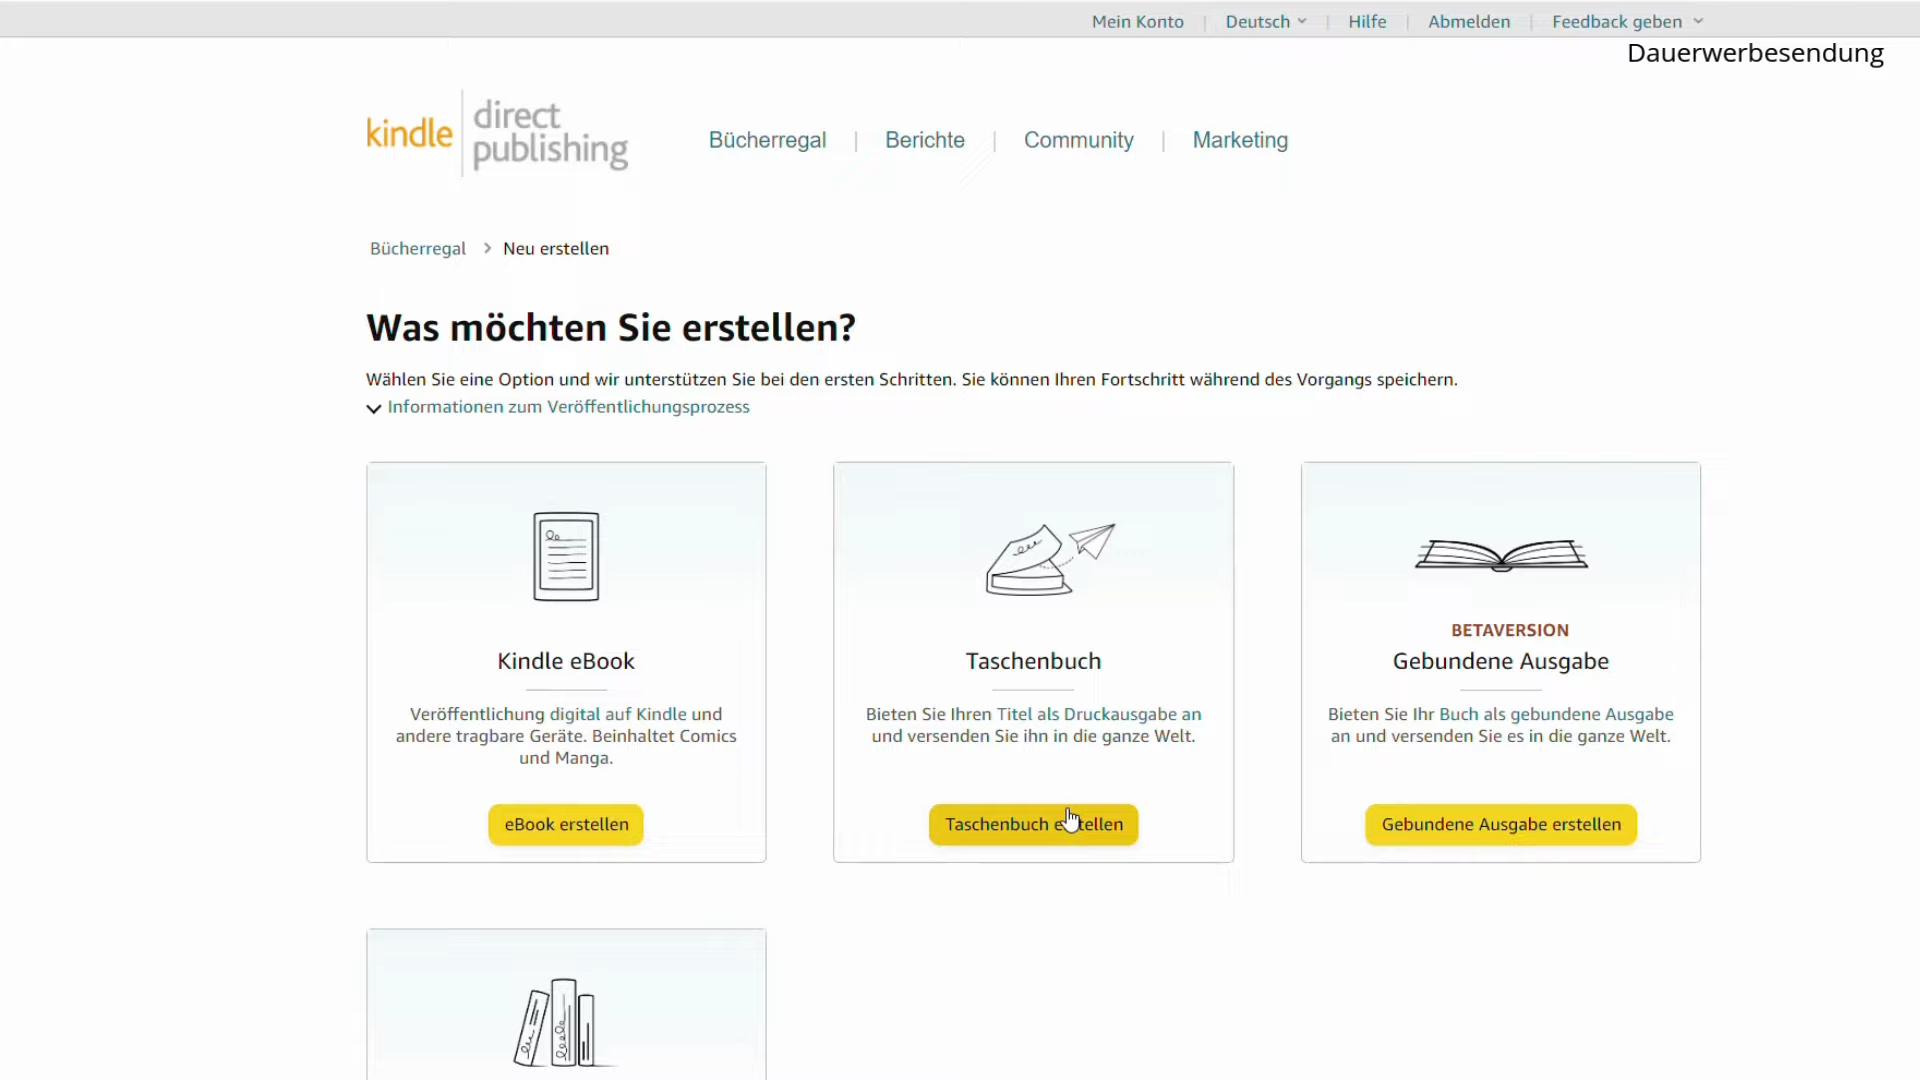 Mein Konto | Deutsch | Hilfe | Abmelden | Feedback geben
Dauerwerbesendung
kindle direct publishing
Bücherregal | Berichte | Community | Marketing
Bücherregal > Neu erstellen
Was möchten Sie erstellen?
Wählen Sie eine Option und wir unterstützen Sie bei den ersten Schritten. Sie können Ihren Fortschritt während des Vorgangs speichern.
Informationen zum Veröffentlichungsprozess
Kindle eBook
Veröffentlichung digital auf Kindle und
andere tragbare Geräte. Beinhaltet Comics
und Manga.
eBook erstellen
Taschenbuch
Bieten Sie Ihren Titel als Druckausgabe an
und versenden Sie ihn in die ganze Welt.
Taschenbuch erstellen
BETAVERSION
Gebundene Ausgabe
Bieten Sie Ihr Buch als gebundene Ausgabe
an und versenden Sie es in die ganze Welt.
Gebundene Ausgabe erstellen